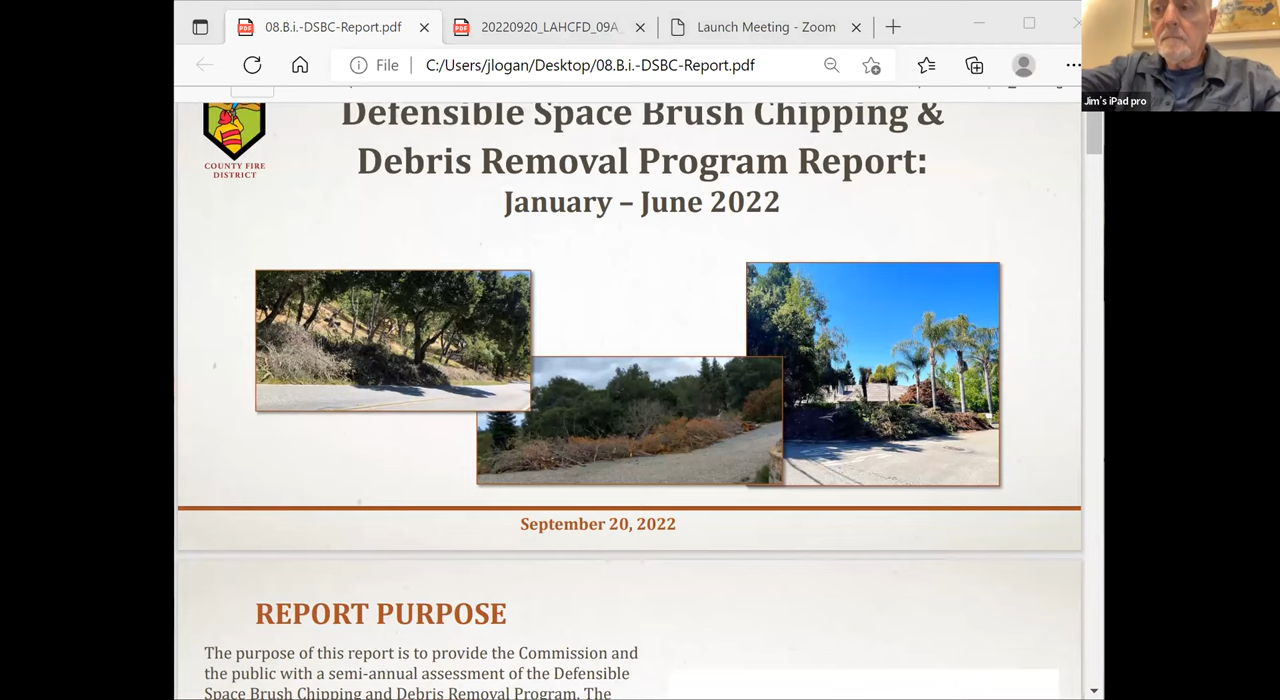 08.B.i.-DSBC-Report.pdf
20220920_LAHCFD_09A
Launch Meeting - Zoom
File
C:/Users/jlogan/Desktop/08.B.i.-DSBC-Report.pdf
Jim's iPad pro
COUNTY FIRE
DISTRICT
Defensible Space Brush Chipping &
Debris Removal Program Report:
January – June 2022
September 20, 2022
REPORT PURPOSE
The purpose of this report is to provide the Commission and
the public with a semi-annual assessment of the Defensible
Space Brush Chipping and Debris Removal Program. The